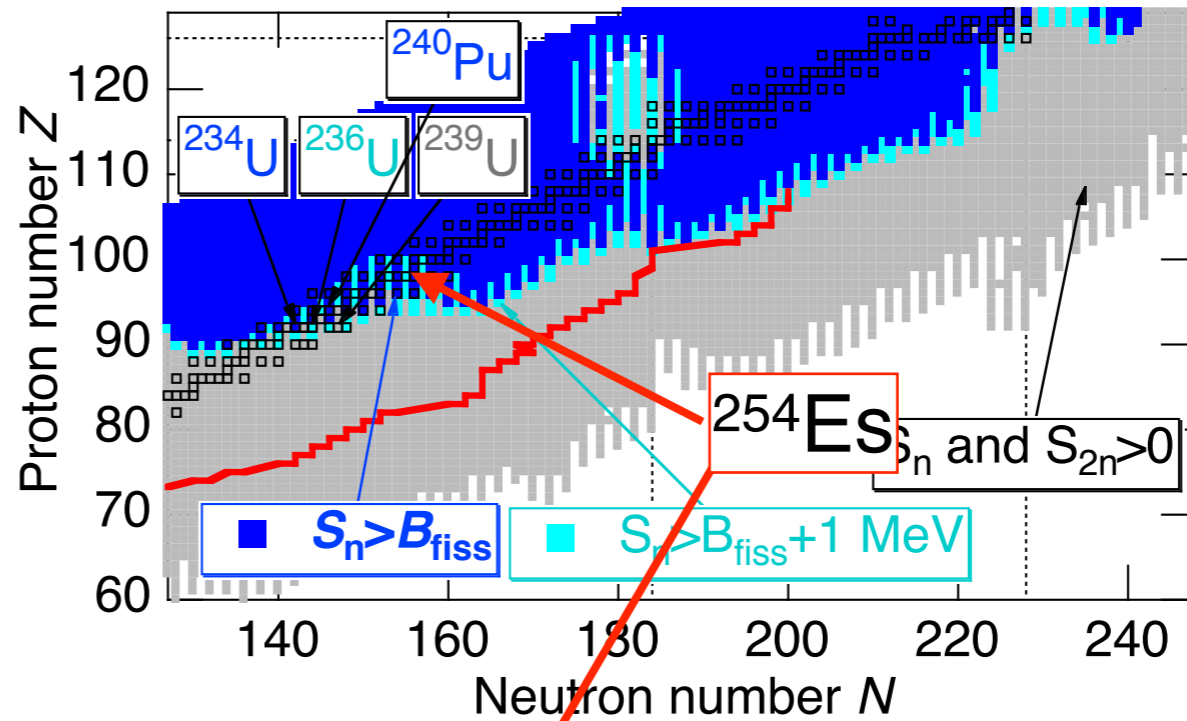 240Pu
234U 236U 239U
254Es
Sn and S2n>0
Sn>Bfiss
Sn>Bfiss+1 MeV
Proton number Z
120
110
100
90
80
70
60
140 160 180 200 220 240
Neutron number N